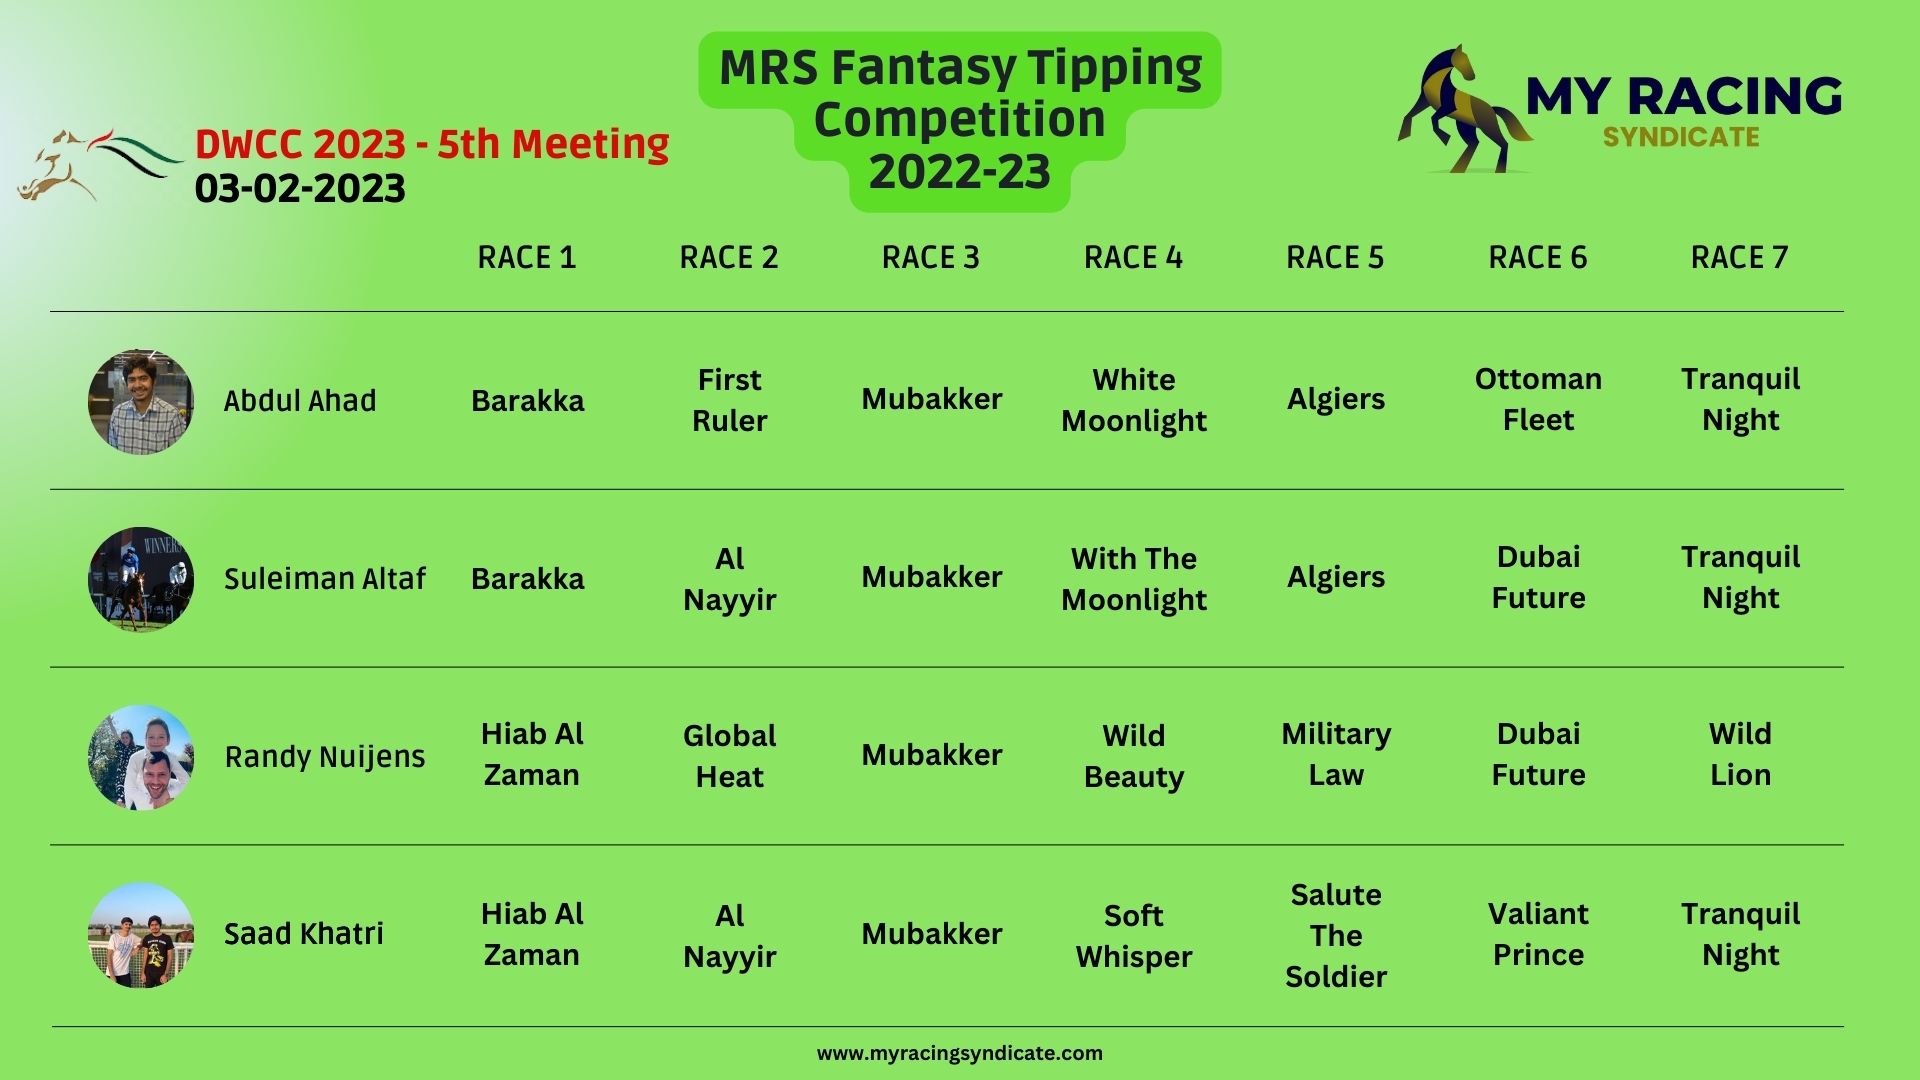 MRS Fantasy Tipping
Competition
2022-23
MY RACING
SYNDICATE
DWCC 2023 - 5th Meeting
03-02-2023
RACE 1 RACE 2 RACE 3 RACE 4 RACE 5 RACE 6 RACE 7
Abdul Ahad
Barakka
First
Ruler
Mubakker
White
Moonlight
Algiers
Ottoman
Fleet
Tranquil
Night
WINNERS
Suleiman Altaf
Barakka
Al
Nayyir
Mubakker
With The
Moonlight
Algiers
Dubai
Future
Tranquil
Night
Randy Nuijens
Hiab Al
Zaman
Global
Heat
Mubakker
Wild
Beauty
Military
Law
Dubai
Future
Wild
Lion
Saad Khatri
Hiab Al
Zaman
Al
Nayyir
Mubakker
Soft
Whisper
Salute
The
Soldier
Valiant
Prince
Tranquil
Night
www.myracingsyndicate.com